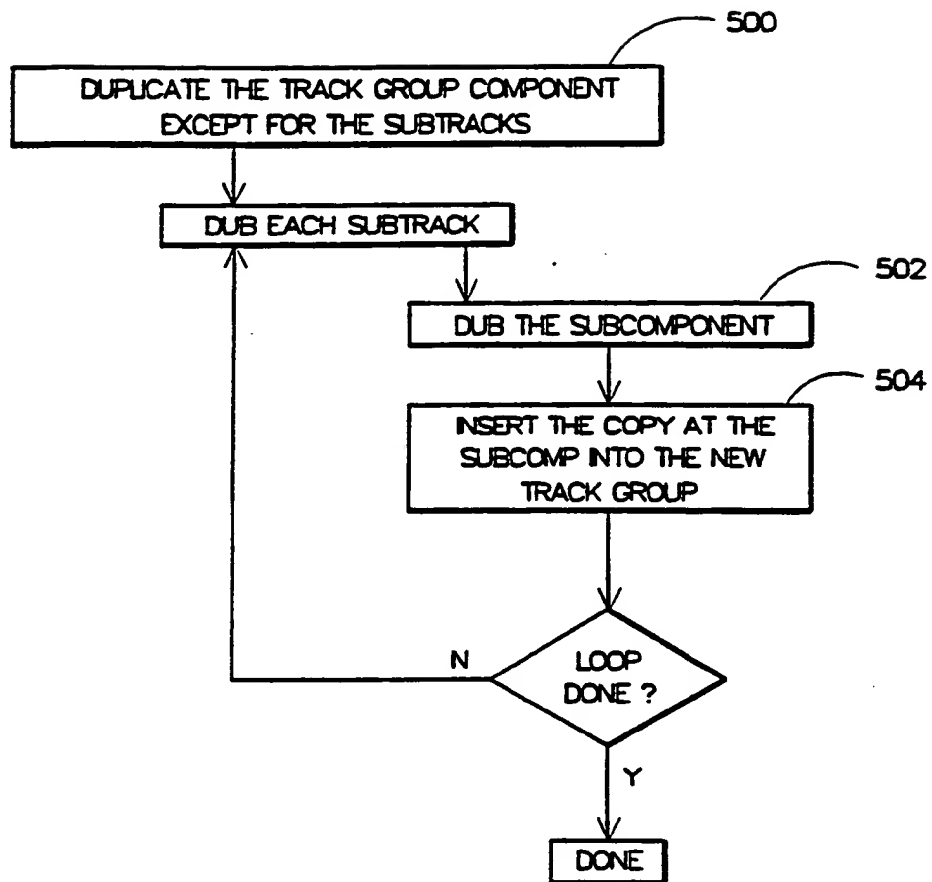 500
DUPLICATE THE TRACK GROUP COMPONENT
EXCEPT FOR THE SUBTRACKS
DUB EACH SUBTRACK
502
DUB THE SUBCOMPONENT
504
INSERT THE COPY AT THE
SUBCOMP INTO THE NEW
TRACK GROUP
N
LOOP
DONE ?
Y
DONE